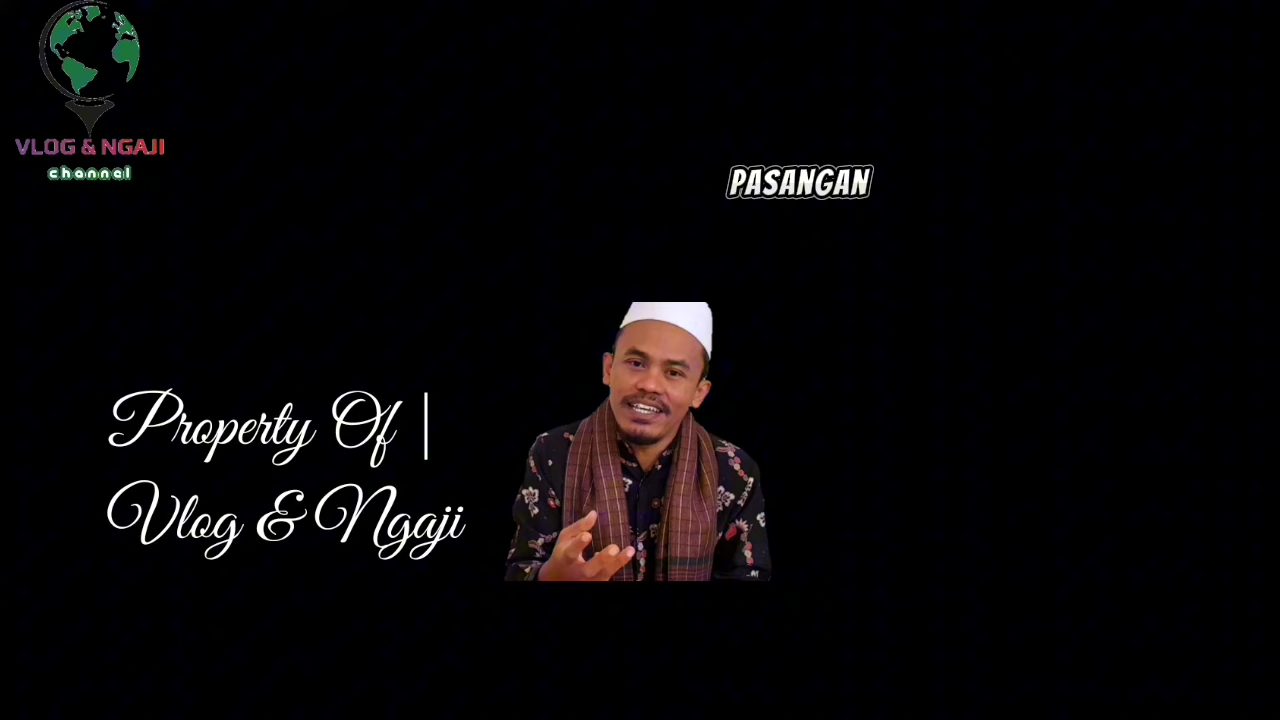 VLOG & NGAJI
channel
PASANGAN
Property Of |
Vlog & Ngaji